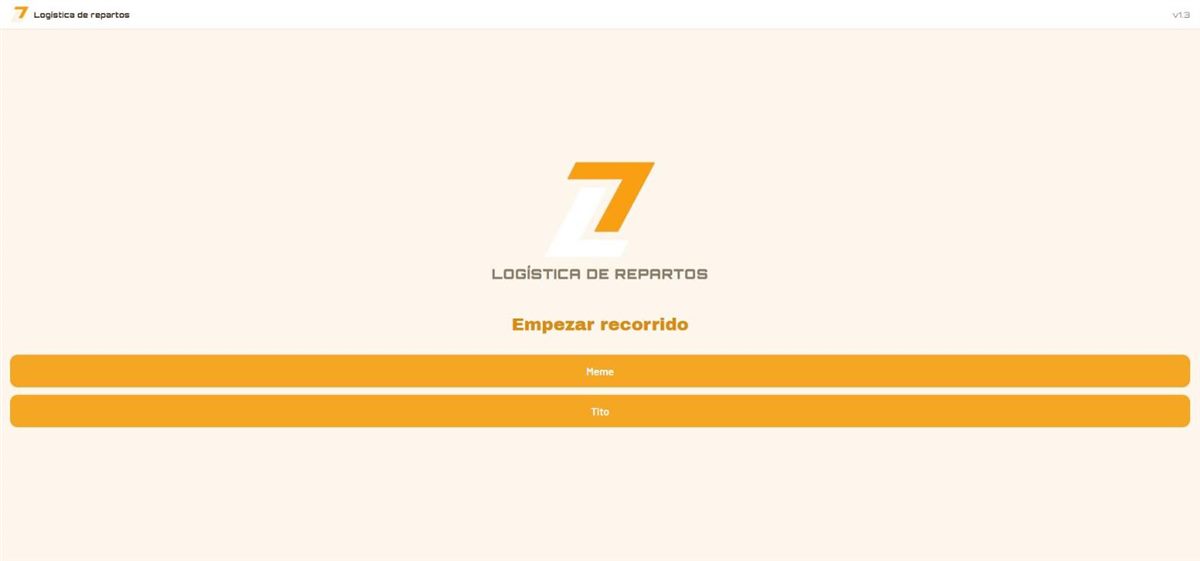 Logística de repartos
v1.3
LOGÍSTICA DE REPARTOS
Empezar recorrido
Meme
Tito